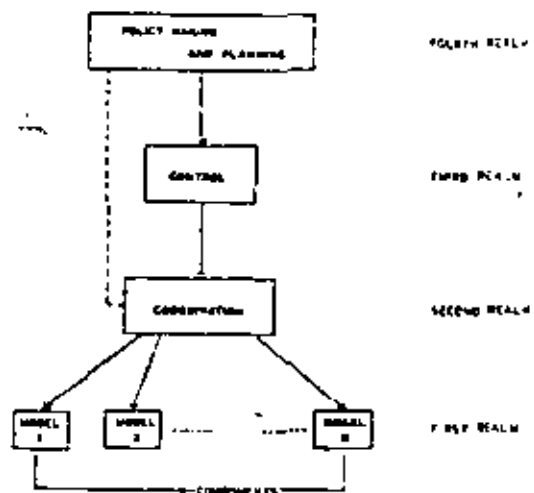 POLICY MAKING
AND PLANNING
FOURTH REALM
CONTROL
THIRD REALM
COORDINATION
SECOND REALM
MODEL
1
MODEL
2
MODEL
N
FIRST REALM
COMPONENTS